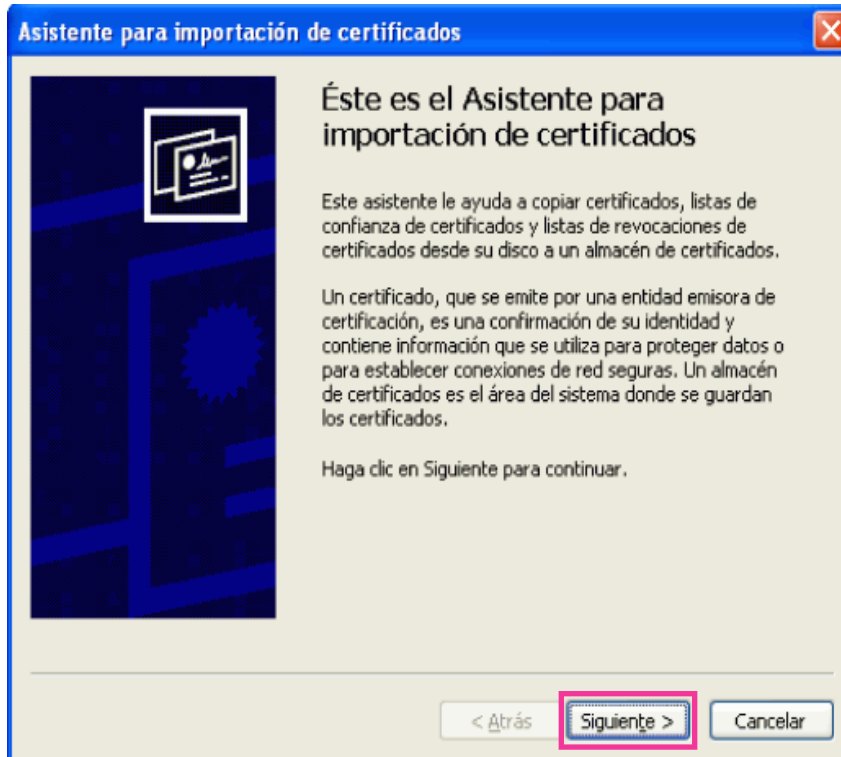 Asistente para importación de certificados
Éste es el Asistente para
importación de certificados
Este asistente le ayuda a copiar certificados, listas de
confianza de certificados y listas de revocaciones de
certificados desde su disco a un almacén de certificados.
Un certificado, que se emite por una entidad emisora de
certificación, es una confirmación de su identidad y
contiene información que se utiliza para proteger datos o
para establecer conexiones de red seguras. Un almacén
de certificados es el área del sistema donde se guardan
los certificados.
Haga clic en Siguiente para continuar.
< Atrás Siguiente > Cancelar